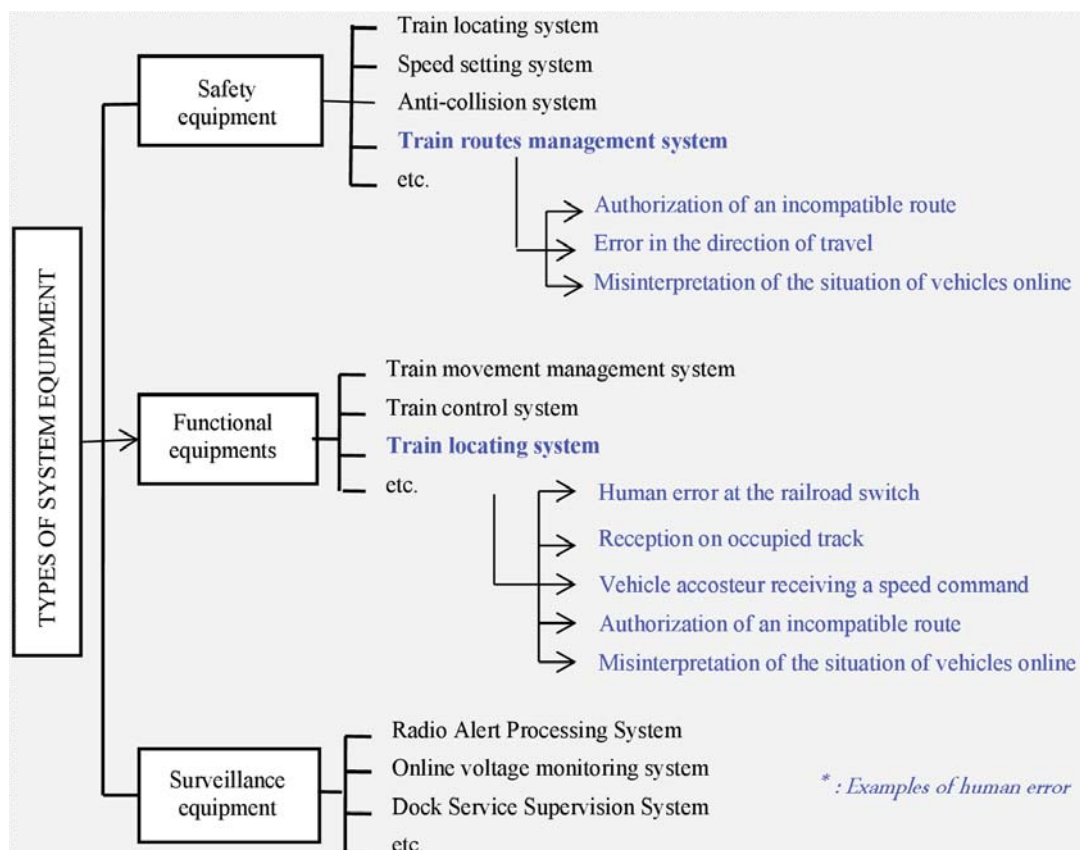 TYPES OF SYSTEM EQUIPMENT
Safety
equipment
Train locating system
Speed setting system
Anti-collision system
Train routes management system
etc.
Authorization of an incompatible route
Error in the direction of travel
Misinterpretation of the situation of vehicles online
Functional
equipments
Train movement management system
Train control system
Train locating system
etc.
Human error at the railroad switch
Reception on occupied track
Vehicle accosteur receiving a speed command
Authorization of an incompatible route
Misinterpretation of the situation of vehicles online
Surveillance
equipment
Radio Alert Processing System
Online voltage monitoring system
Dock Service Supervision System
etc.
* : Examples of human error